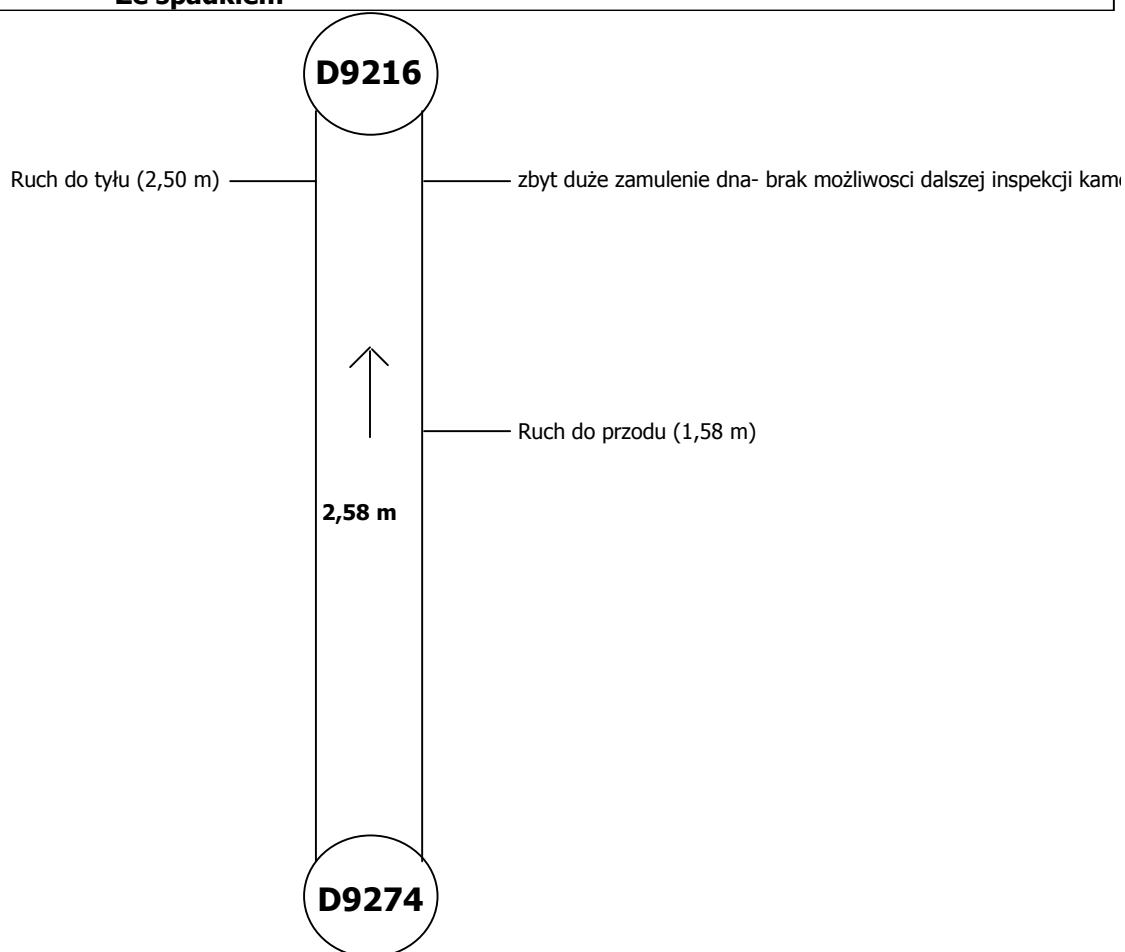 Ze spadkiem
D9216
Ruch do tyłu (2,50 m)
zbyt duże zamulenie dna- brak możliwosci dalszej inspekcji
Ruch do przodu (1,58 m)
2,58 m
D9274